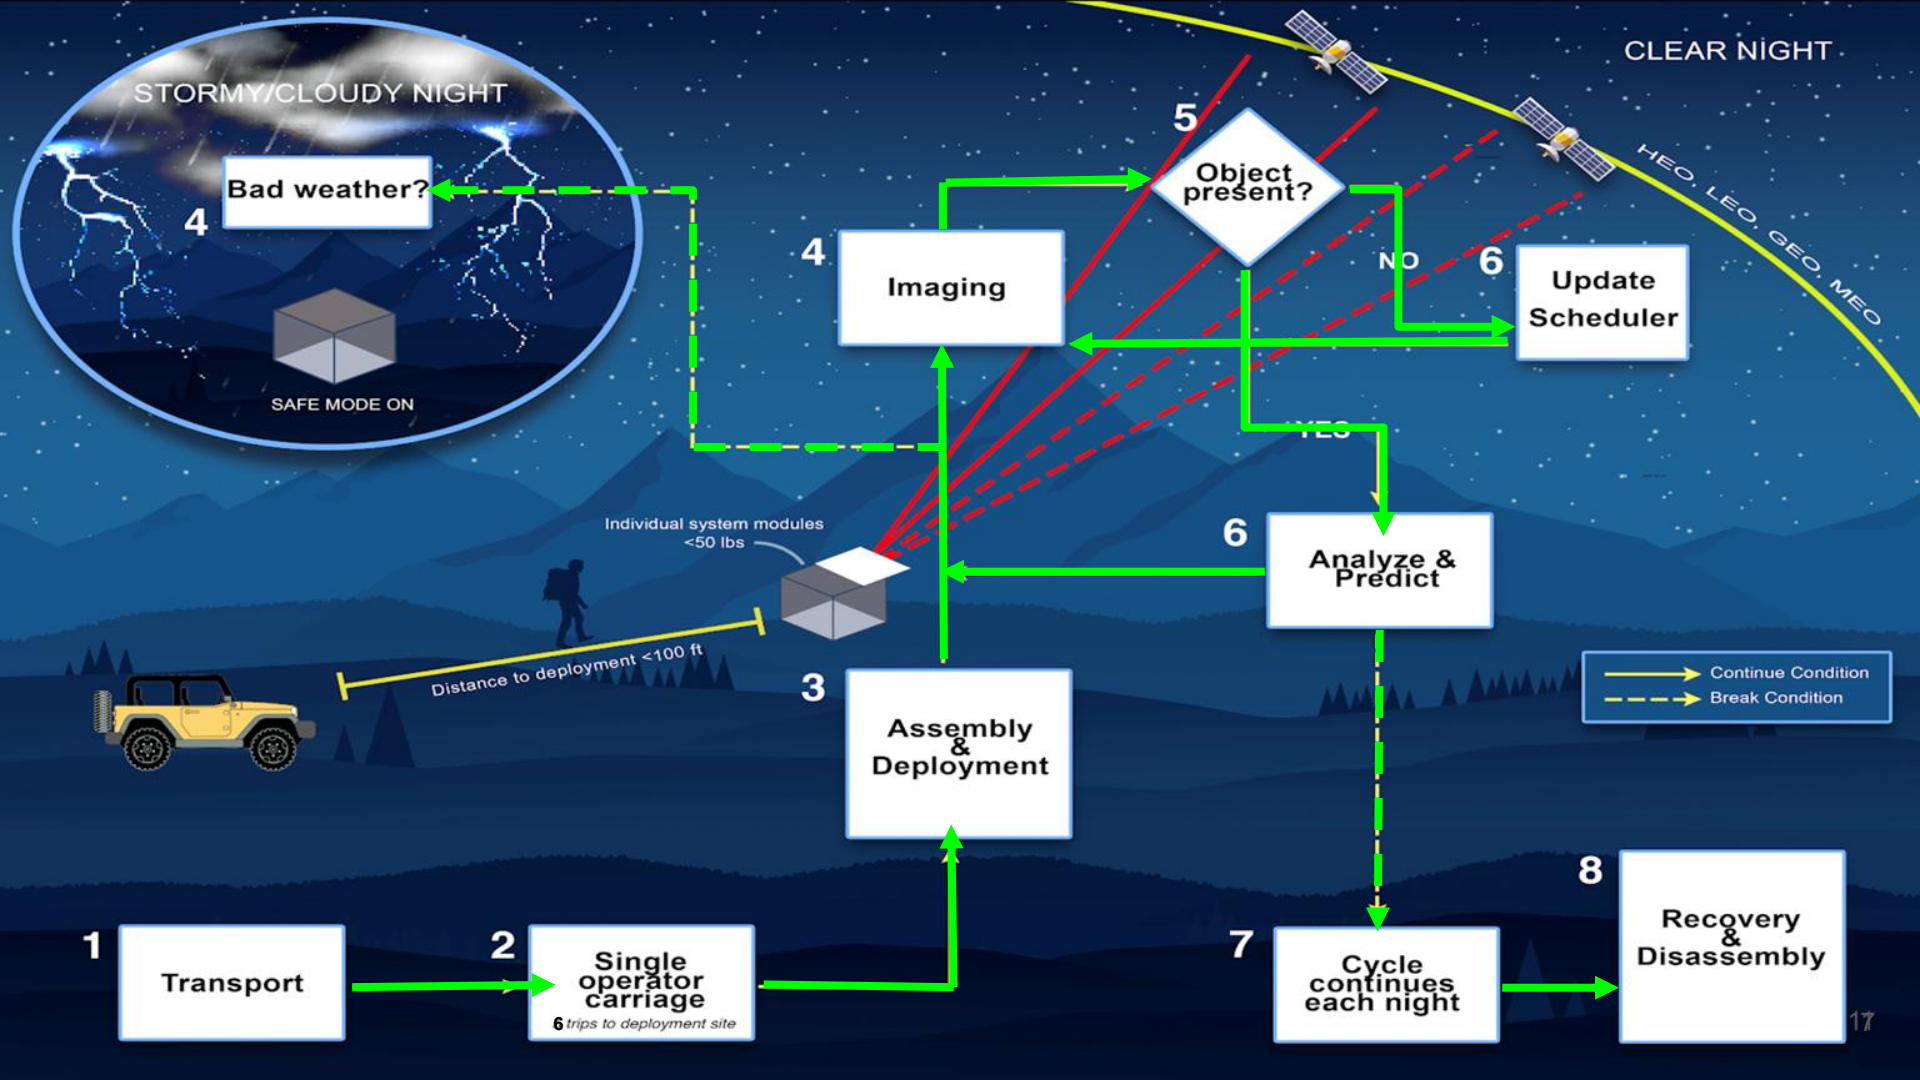 STORMY/CLOUDY NIGHT
Bad weather?
4
SAFE MODE ON
CLEAR NIGHT
HEO, LEO, GEO, MEO
5
Object
present?
NO
YES
4
Imaging
6
Update
Scheduler
Individual system modules
<50 lbs
Distance to deployment <100 ft
6
Analyze &
Predict
3
Assembly
&
Deployment
Continue Condition
Break Condition
1
Transport
2
Single
operator
carriage
6 trips to deployment site
7
Cycle
continues
each night
8
Recovery
&
Disassembly